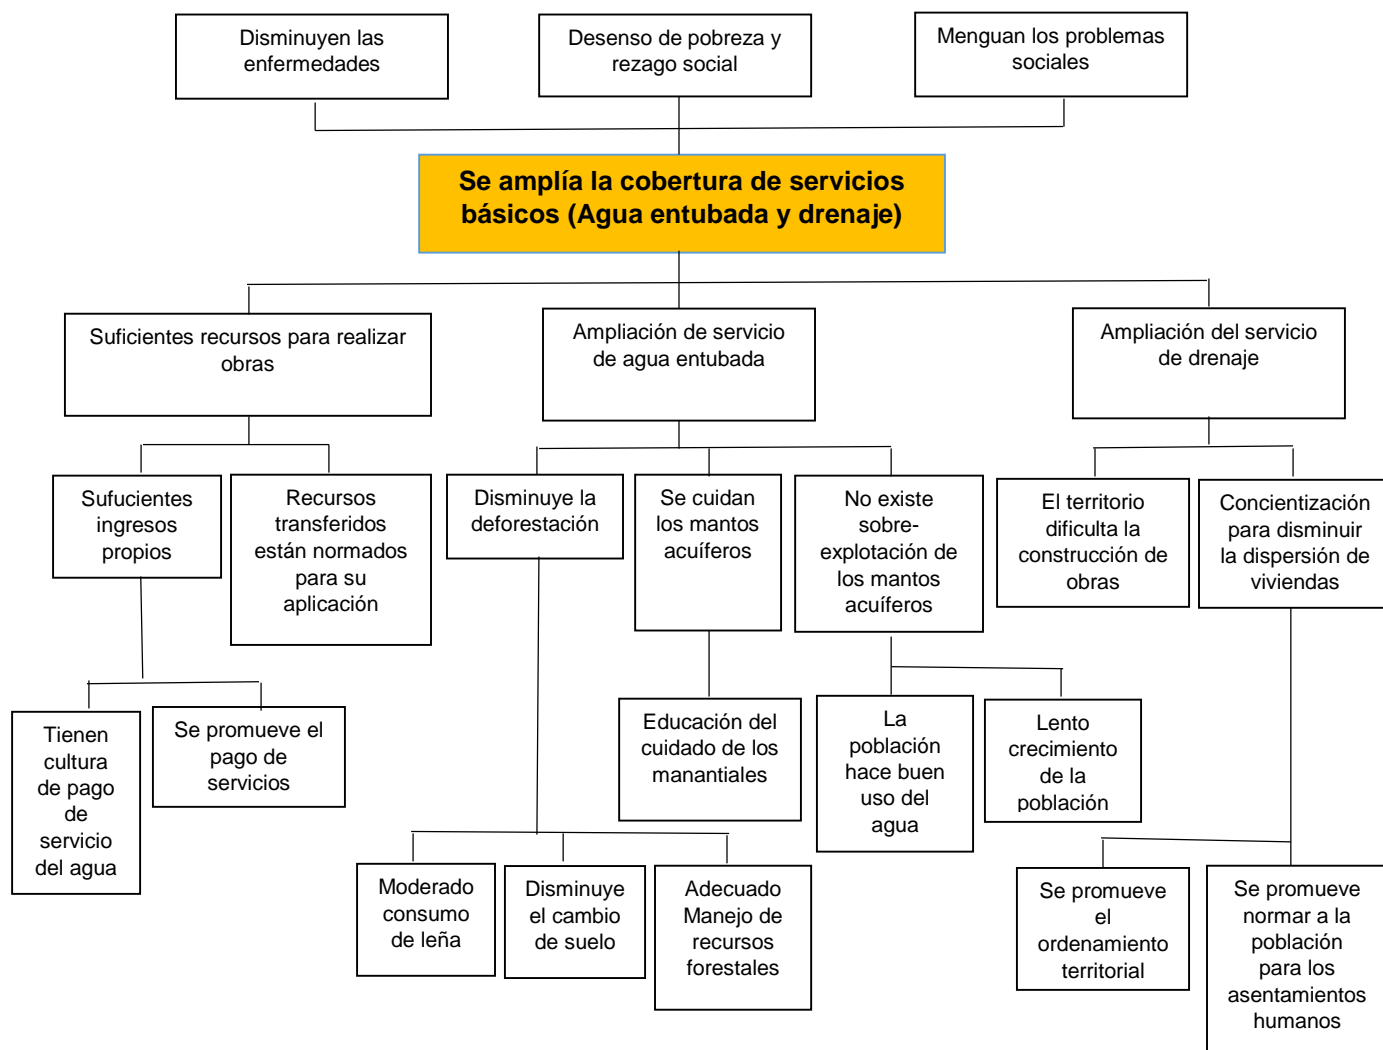 Disminuyen las
enfermedades
Desenso de pobreza y
rezago social
Menguan los problemas
sociales
Se amplía la cobertura de servicios
básicos (Agua entubada y drenaje)
Suficientes recursos para realizar
obras
Ampliación de servicio
de agua entubada
Ampliación del servicio
de drenaje
Sufucientes
ingresos
propios
Recursos
transferidos
están normados
para su
aplicación
Disminuye la
deforestación
Se cuidan
los mantos
acuíferos
No existe
sobre-
explotación de
los mantos
acuíferos
El territorio
dificulta la
construcción de
obras
Concientización
para disminuir
la dispersión de
viviendas
Tienen
cultura
de pago
de
servicio
del agua
Se promueve el
pago de
servicios
Educación del
cuidado de los
manantiales
La
población
hace buen
uso del
agua
Lento
crecimiento
de la
población
Moderado
consumo
de leña
Disminuye
el cambio
de suelo
Adecuado
Manejo de
recursos
forestales
Se promueve
el
ordenamiento
territorial
Se promueve
normar a la
población
para los
asentamientos
humanos